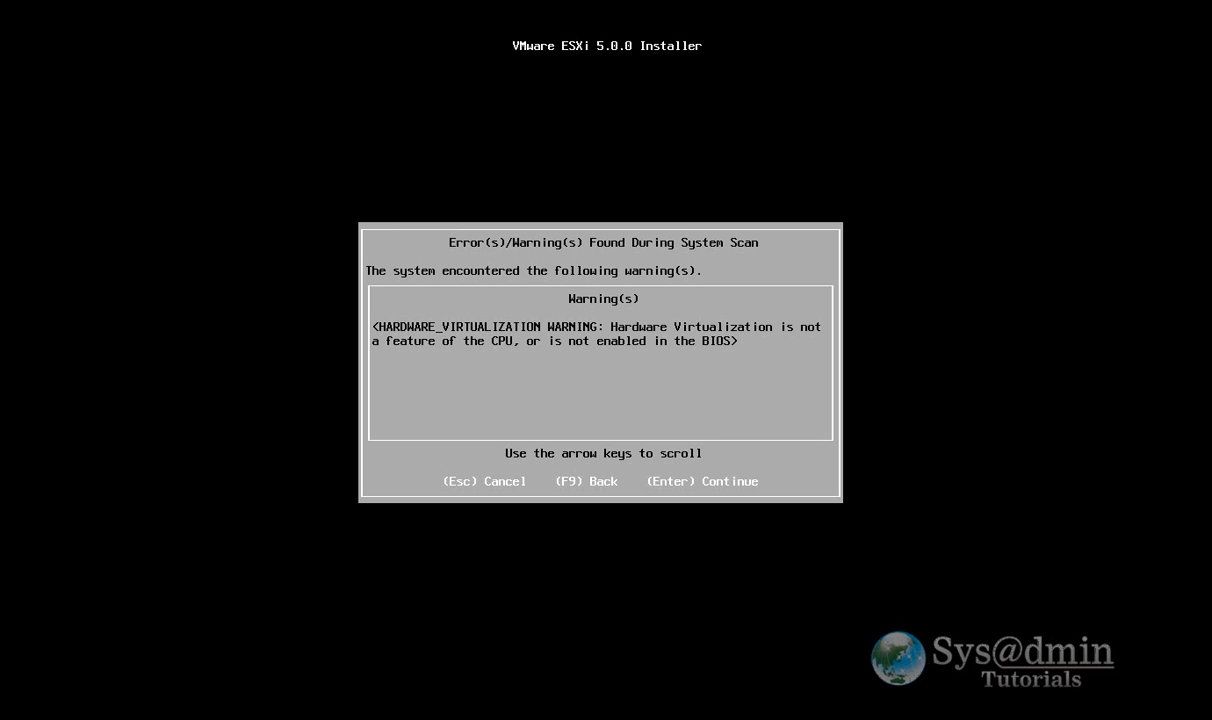 VMware ESXi 5.0.0 Installer
Error(s)/Warning(s) Found During System Scan
The system encountered the following warning(s).
Warning(s)
<HARDWARE_VIRTUALIZATION WARNING: Hardware Virtualization is not
a feature of the CPU, or is not enabled in the BIOS>
Use the arrow keys to scroll
(Esc) Cancel    (F9) Back    (Enter) Continue
Sys@dmin
Tutorials